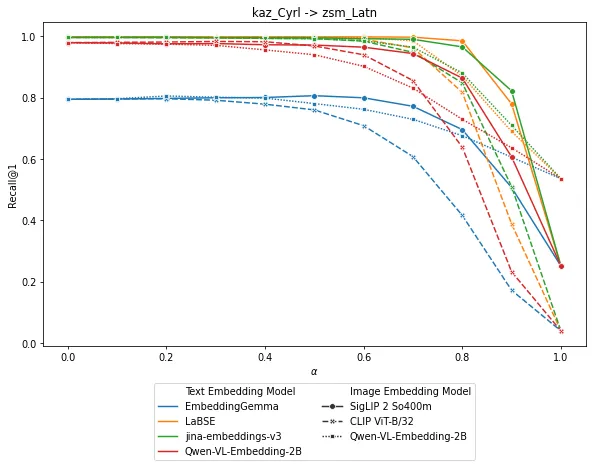 kaz_Cyrl -> zsm_Latn
Recall@1
1.0
0.8
0.6
0.4
0.2
0.0
0.0 0.2 0.4 0.6 0.8 1.0
α
Text Embedding Model Image Embedding Model
EmbeddingGemma SigLIP 2 So400m
LaBSE CLIP ViT-B/32
jina-embeddings-v3 Qwen-VL-Embedding-2B
Qwen-VL-Embedding-2B